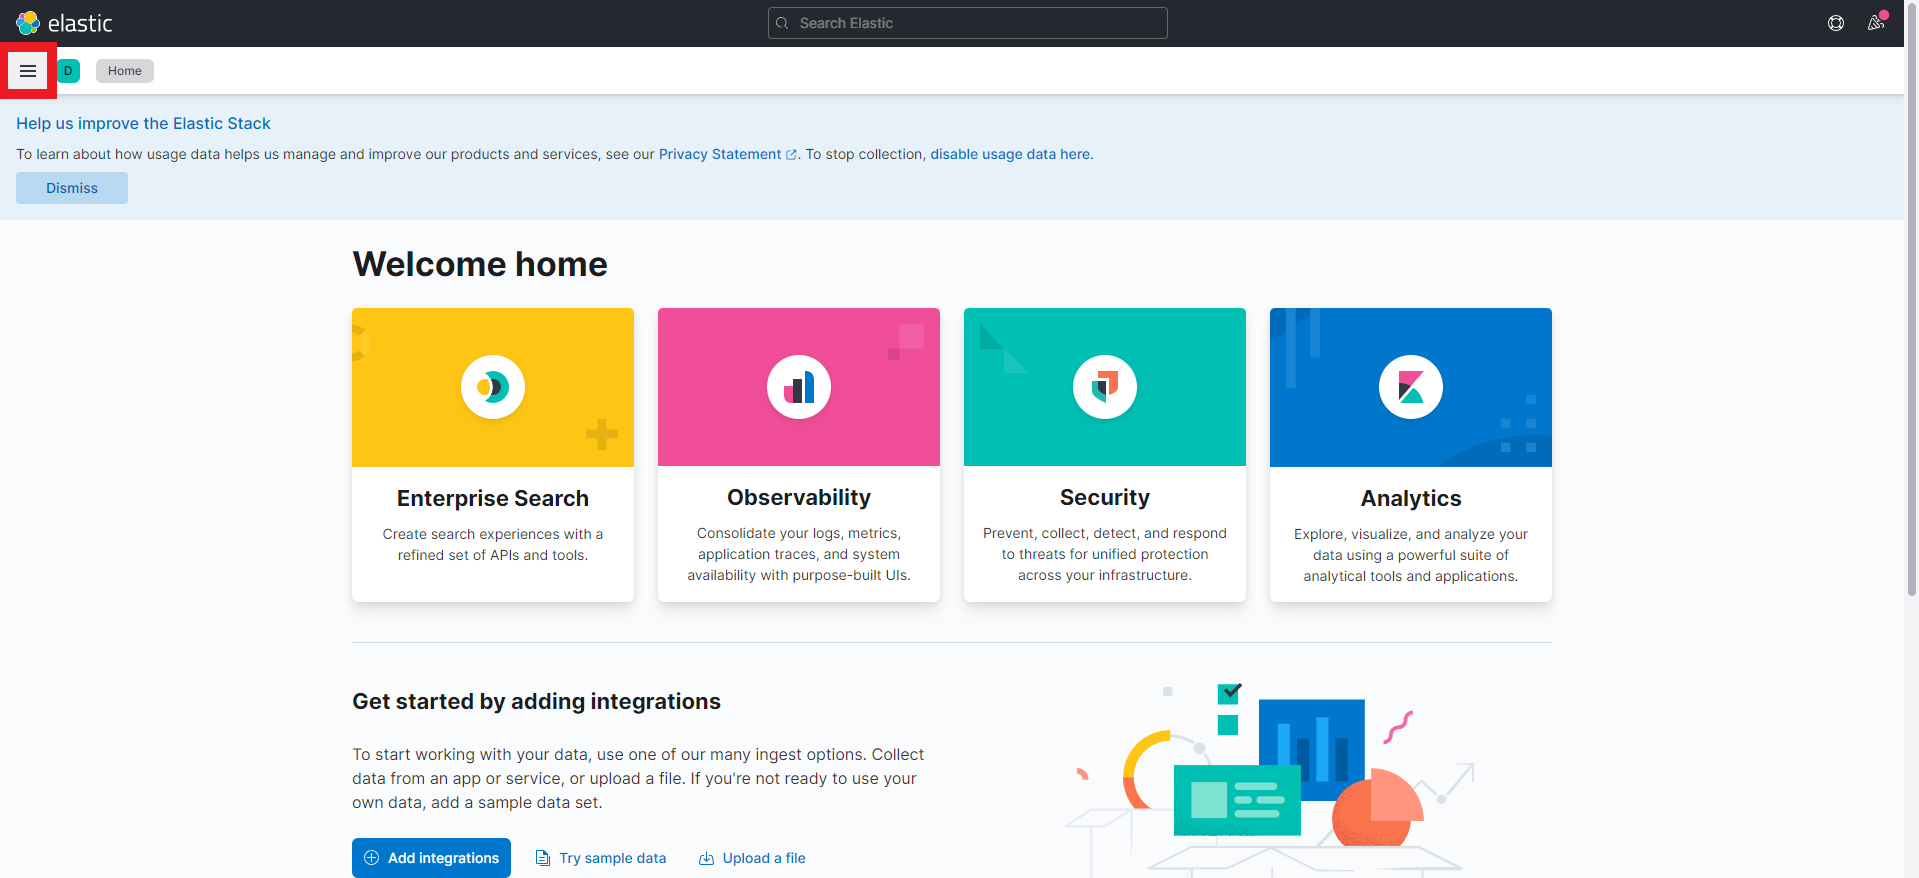 elastic
Search Elastic
D
Home
Help us improve the Elastic Stack
To learn about how usage data helps us manage and improve our products and services, see our Privacy Statement. To stop collection, disable usage data here.
Dismiss
Welcome home
Enterprise Search
Create search experiences with a
refined set of APIs and tools.
Observability
Consolidate your logs, metrics,
application traces, and system
availability with purpose-built UIs.
Security
Prevent, collect, detect, and respond
to threats for unified protection
across your infrastructure.
Analytics
Explore, visualize, and analyze your
data using a powerful suite of
analytical tools and applications.
Get started by adding integrations
To start working with your data, use one of our many ingest options. Collect
data from an app or service, or upload a file. If you're not ready to use your
own data, add a sample data set.
Add integrations
Try sample data
Upload a file